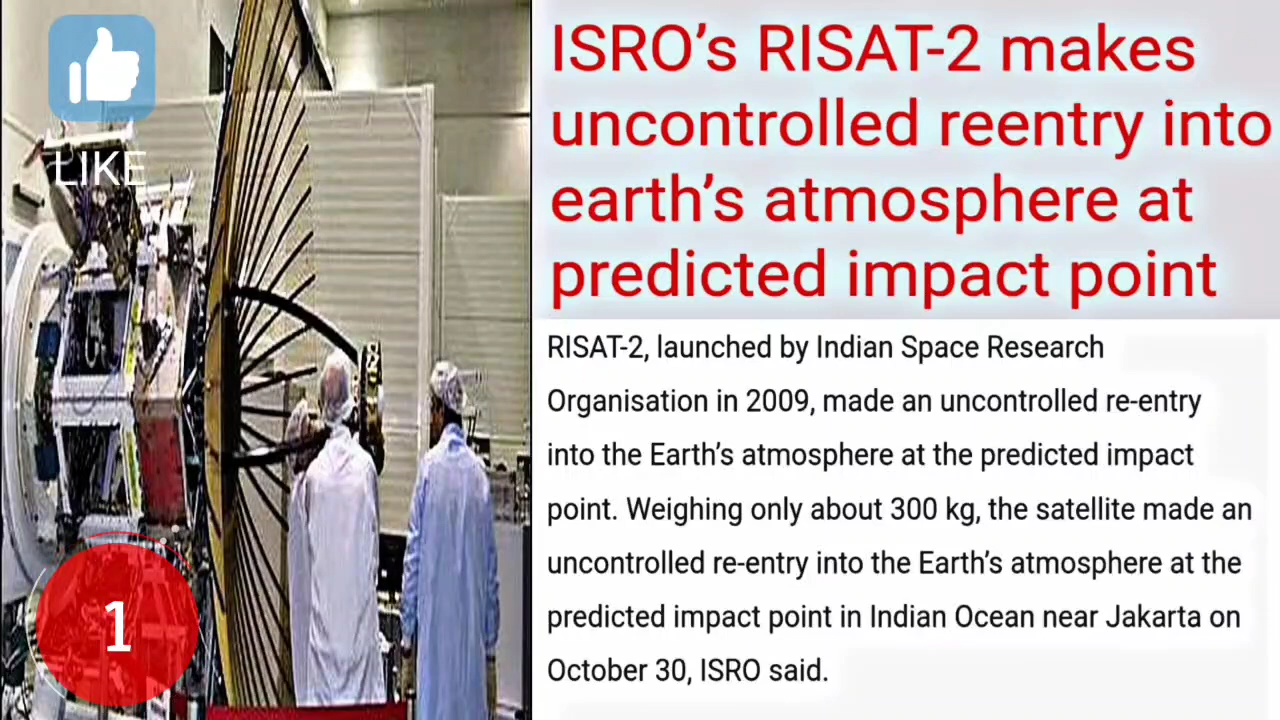 LIKE
1
ISRO’s RISAT-2 makes
uncontrolled reentry into
earth’s atmosphere at
predicted impact point
RISAT-2, launched by Indian Space Research
Organisation in 2009, made an uncontrolled re-entry
into the Earth’s atmosphere at the predicted impact
point. Weighing only about 300 kg, the satellite made an
uncontrolled re-entry into the Earth’s atmosphere at the
predicted impact point in Indian Ocean near Jakarta on
October 30, ISRO said.